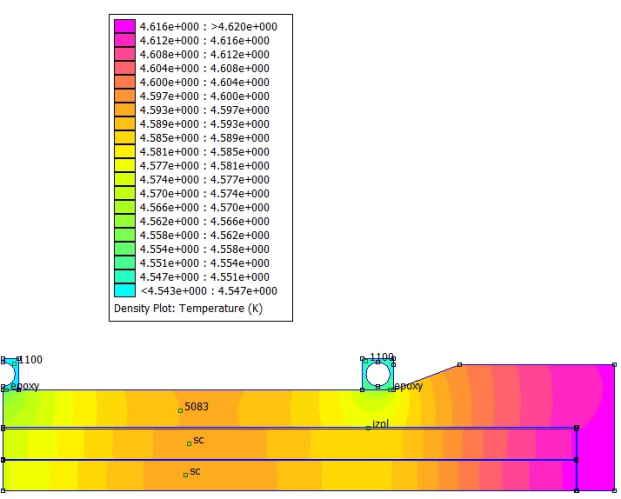 4.616e+000 : >4.620e+000
4.612e+000 : 4.616e+000
4.608e+000 : 4.612e+000
4.604e+000 : 4.608e+000
4.600e+000 : 4.604e+000
4.597e+000 : 4.600e+000
4.593e+000 : 4.597e+000
4.589e+000 : 4.593e+000
4.585e+000 : 4.589e+000
4.581e+000 : 4.585e+000
4.577e+000 : 4.581e+000
4.574e+000 : 4.577e+000
4.570e+000 : 4.574e+000
4.566e+000 : 4.570e+000
4.562e+000 : 4.566e+000
4.558e+000 : 4.562e+000
4.554e+000 : 4.558e+000
4.551e+000 : 4.554e+000
4.547e+000 : 4.551e+000
<4.543e+000 : 4.547e+000
Density Plot: Temperature (K)
1100
1100
epoxy
epoxy
5083
izol
sc
sc